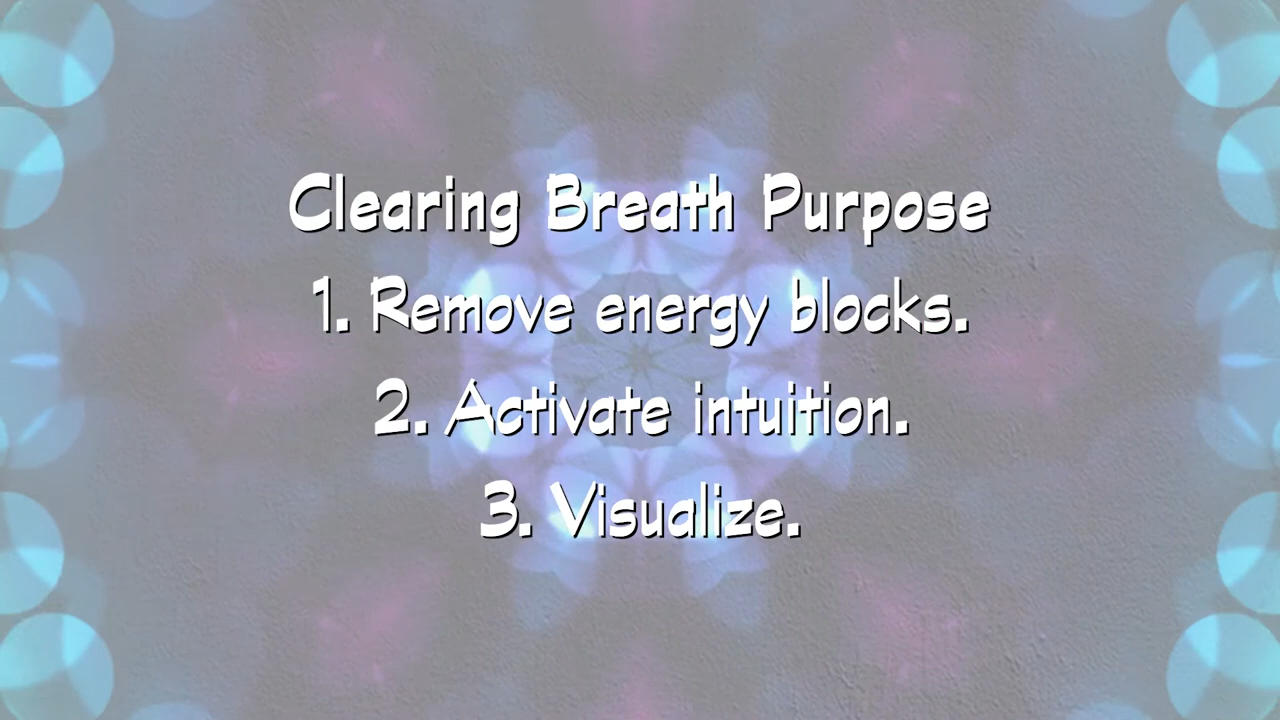 Clearing Breath Purpose
1. Remove energy blocks.
2. Activate intuition.
3. Visualize.